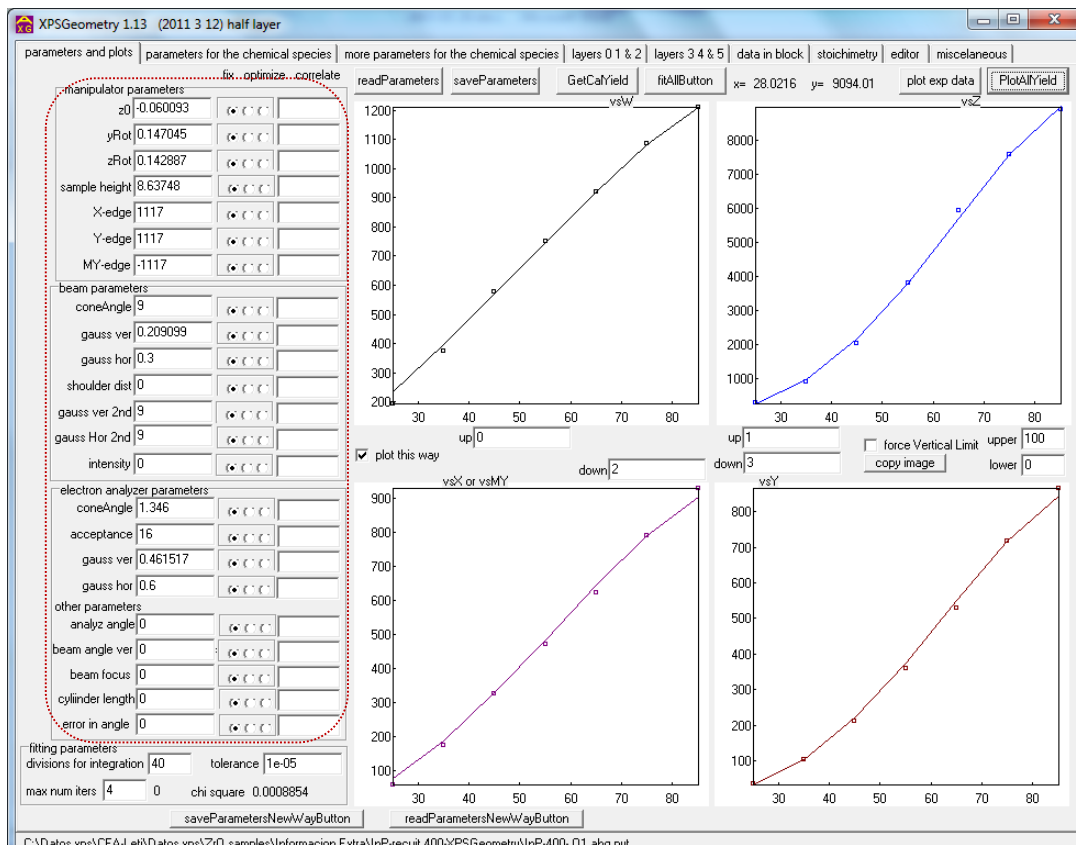 XPSGeometry 1.13 (2011 3 12) half layer
parameters and plots
parameters for the chemical species
more parameters for the chemical species
layers 0 1 & 2
layers 3 4 & 5
data in block
stoichimetry
editor
miscelaneous
fix optimize correlate
readParameters
saveParameters
GetCalYield
fitAllButton
x= 28.0216 y= 9094.01
plot exp data
PlotAllYield
manipulator parameters
z0 -0.060093
yRot 0.147045
zRot 0.142887
sample height 8.63748
X-edge 1117
Y-edge 1117
MY-edge -1117
beam parameters
coneAngle 9
gauss ver 0.209099
gauss hor 0.3
shoulder dist 0
gauss ver 2nd 9
gauss Hor 2nd 9
intensity 0
electron analyzer parameters
coneAngle 1.346
acceptance 16
gauss ver 0.461517
gauss hor 0.6
other parameters
analyz angle 0
beam angle ver 0 :
beam focus 0
cyliinder length 0
error in angle 0
fitting parameters
divisions for integration 40 tolerance 1e-05
max num iters 4 0 chi square 0.0008854
saveParametersNewWayButton
readPartametersNewWayButton
vsW
1200
1100
1000
900
800
700
600
500
400
300
200
30 40 50 60 70 80
vsZ
8000
7000
6000
5000
4000
3000
2000
1000
30 40 50 60 70 80
up 0
plot this way
down 2
up 1
down 3
force Vertical Limit
copy image
upper 100
lower 0
vsX or vsMY
900
800
700
600
500
400
300
200
100
30 40 50 60 70 80
vsY
800
700
600
500
400
300
200
100
30 40 50 60 70 80